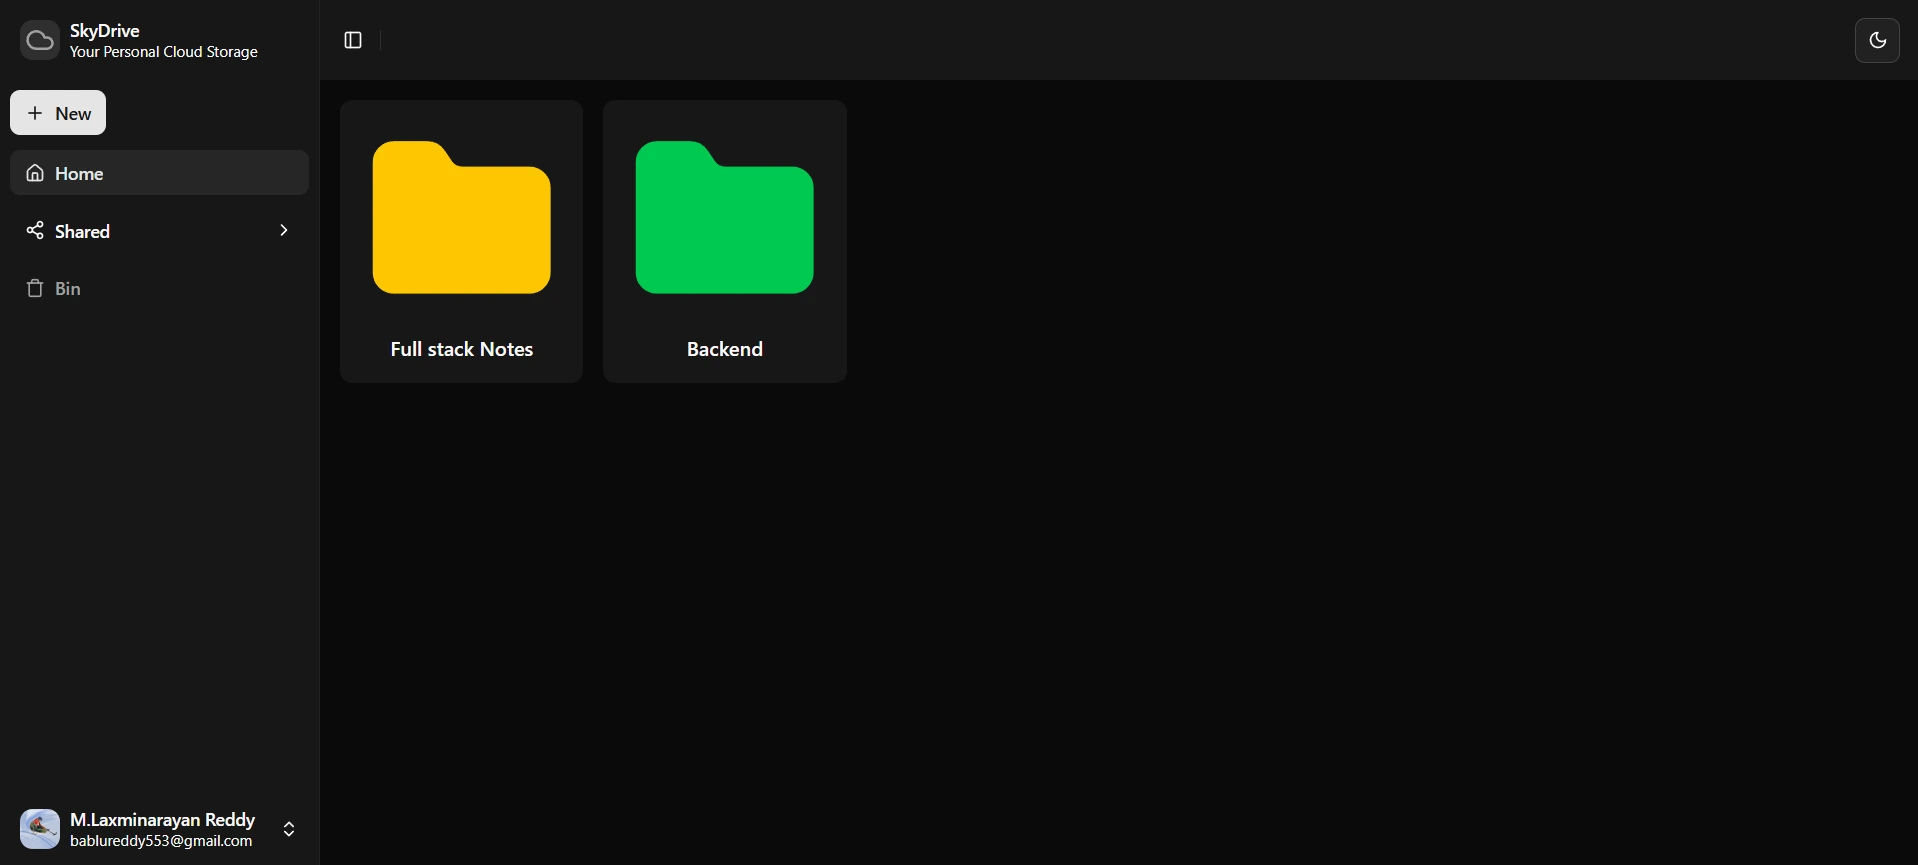 SkyDrive
Your Personal Cloud Storage
New
Home
Shared
Bin
Full stack Notes
Backend
M.Laxminarayan Reddy
bablureddy553@gmail.com